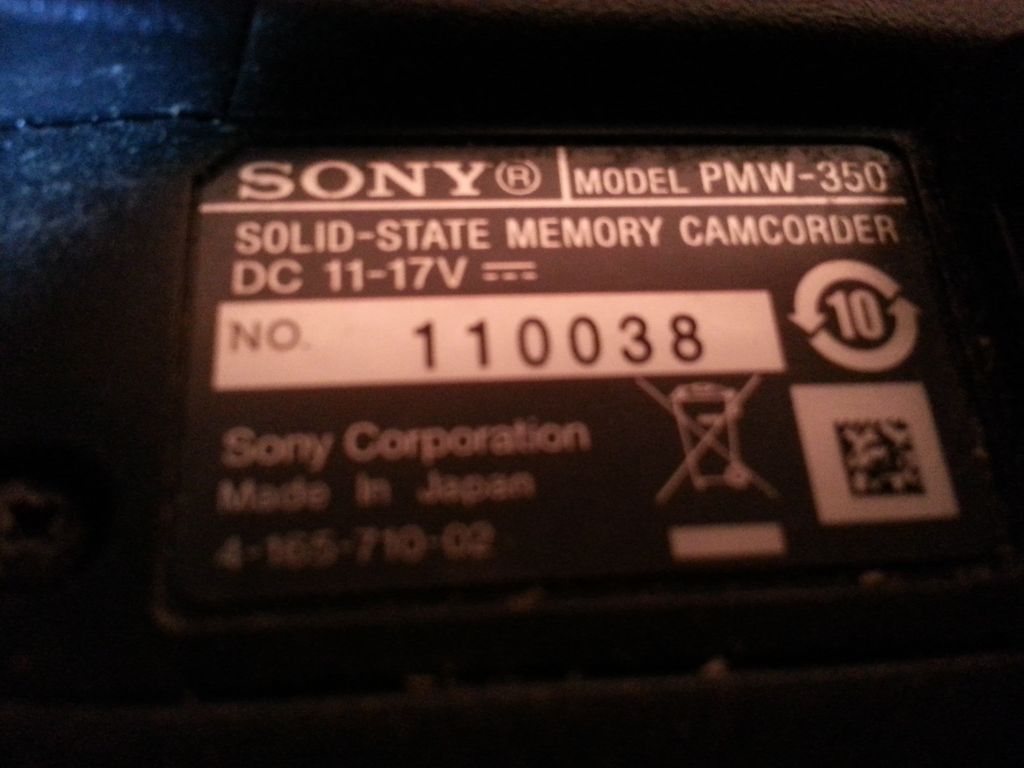 SONY® MODEL PMW-350
SOLID-STATE MEMORY CAMCORDER
DC 11-17V ⎓
NO. 110038
10
Sony Corporation
Made in Japan
4-165-710-02